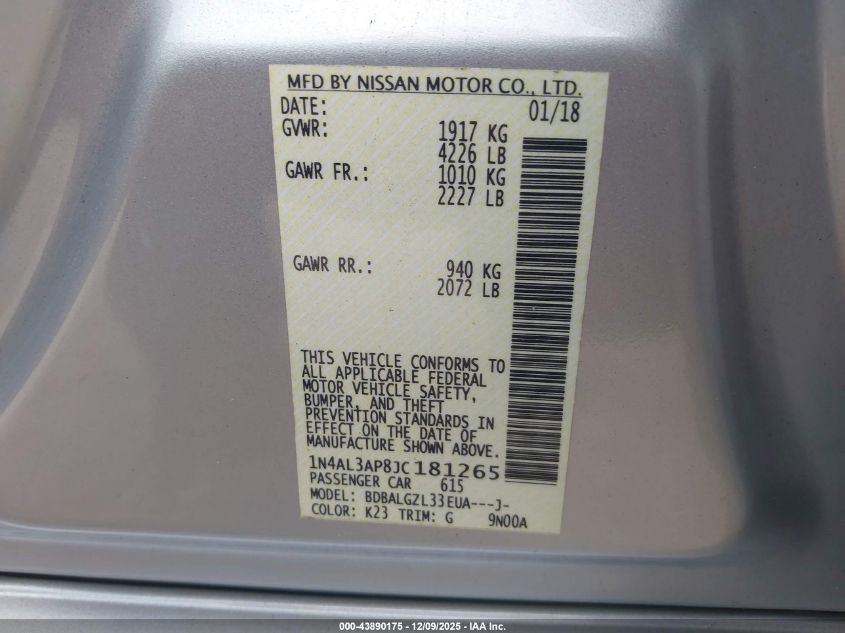 MFD BY NISSAN MOTOR CO., LTD.
DATE: 01/18
GVWR: 1917 KG
4226 LB
GAWR FR.: 1010 KG
2227 LB
GAWR RR.: 940 KG
2072 LB
THIS VEHICLE CONFORMS TO
ALL APPLICABLE FEDERAL
MOTOR VEHICLE SAFETY,
BUMPER, AND THEFT
PREVENTION STANDARDS IN
EFFECT ON THE DATE OF
MANUFACTURE SHOWN ABOVE.
1N4AL3AP8JC181265
PASSENGER CAR 615
MODEL: BDBALGZL33EUA----J-
COLOR: K23 TRIM: G 9N00A
000-43890175 - 12/09/2025 - IAA Inc.